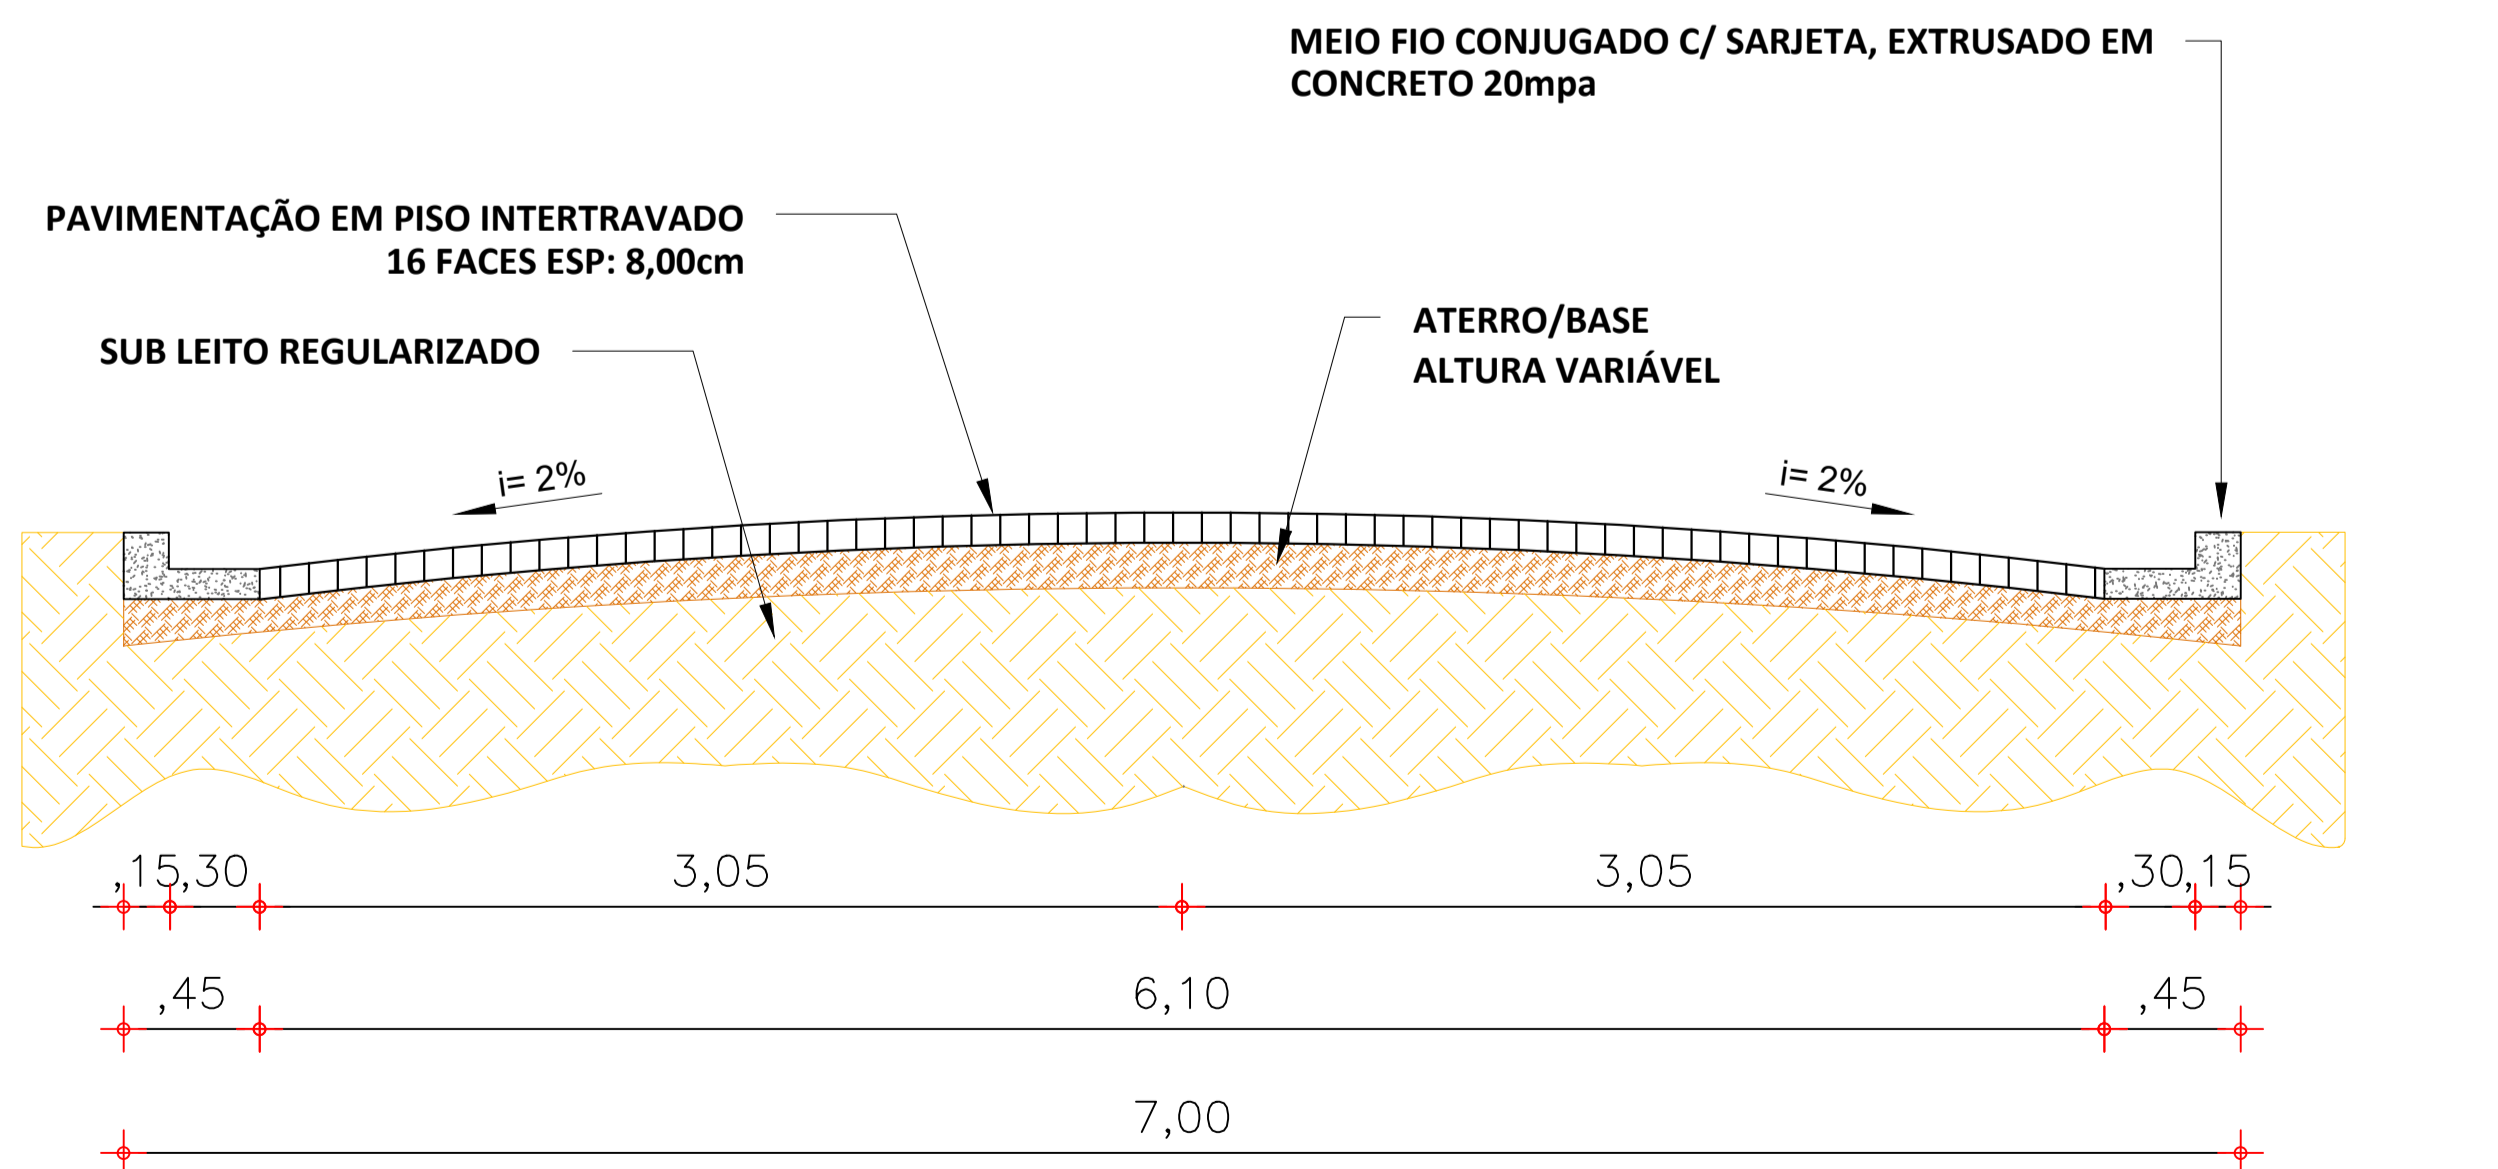 MEIO FIO CONJUGADO C/ SARJETA, EXTRUSADO EM
CONCRETO 20mpa
PAVIMENTAÇÃO EM PISO INTERTRAVADO
16 FACES ESP: 8,00cm
ATERRO/BASE
ALTURA VARIÁVEL
SUB LEITO REGULARIZADO
i= 2%
i= 2%
,15 ,30 3,05 3,05 ,30 ,15
,45 6,10 ,45
7,00